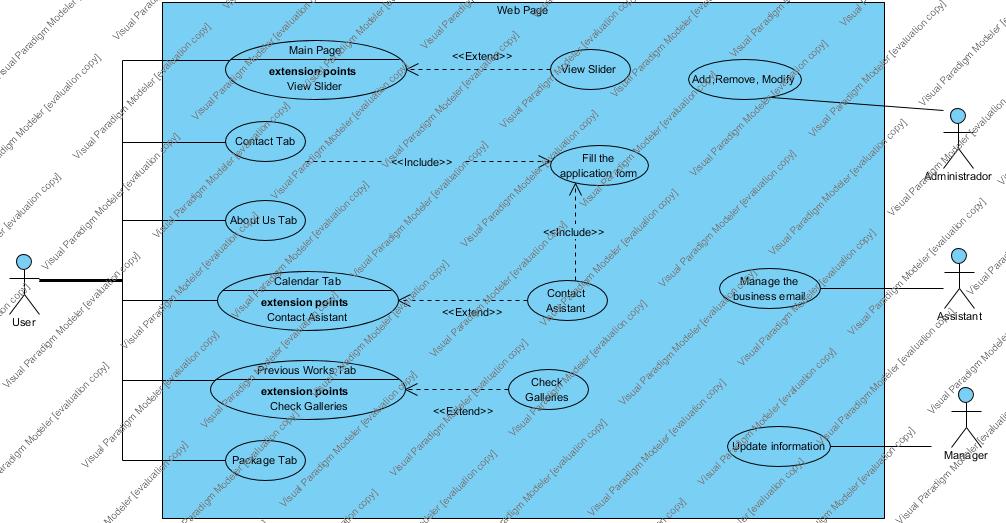 Web Page
Main Page
extension points
View Slider
<<Extend>>
View Slider
Add,Remove, Modify
Contact Tab
<<Include>>
Fill the
application form
Administrador
About Us Tab
<<Include>>
User
Calendar Tab
extension points
Contact Asistant
<<Extend>>
Contact
Asistant
Manage the
business email
Assistant
Previous Works Tab
extension points
Check Galleries
<<Extend>>
Check
Galleries
Package Tab
Update information
Manager
Visual Paradigm Modeler [evaluation copy]